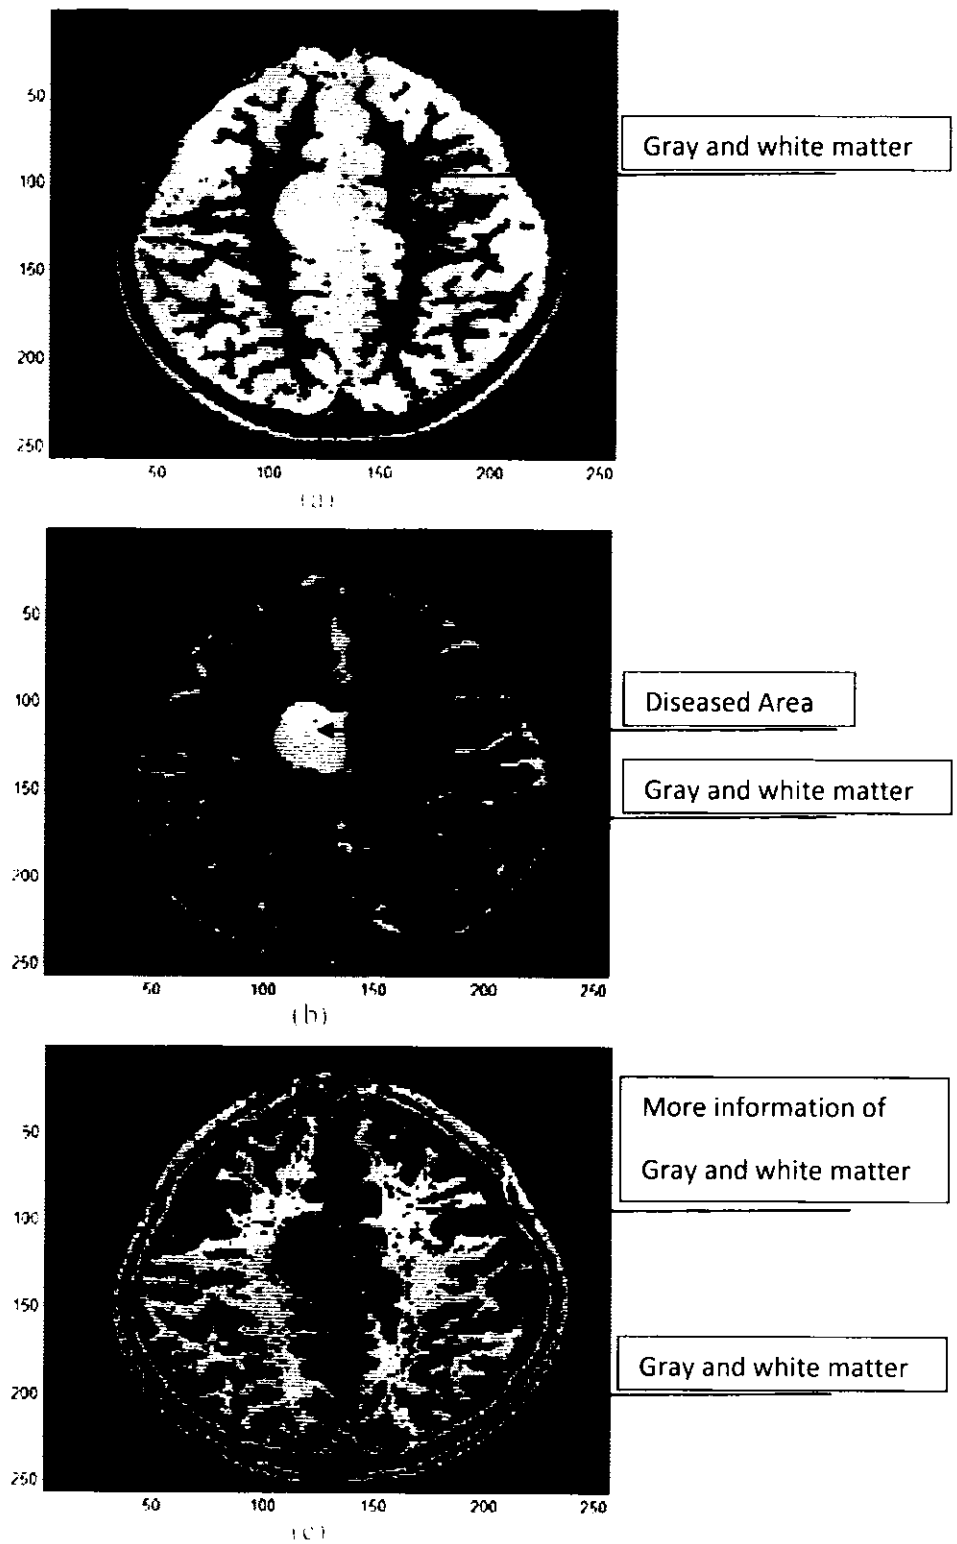 50
100
150
200
250
50 100 150 200 250
(a)
Gray and white matter
50
100
150
200
250
50 100 150 200 250
(b)
Diseased Area
Gray and white matter
50
100
150
200
250
50 100 150 200 250
(c)
More information of
Gray and white matter
Gray and white matter